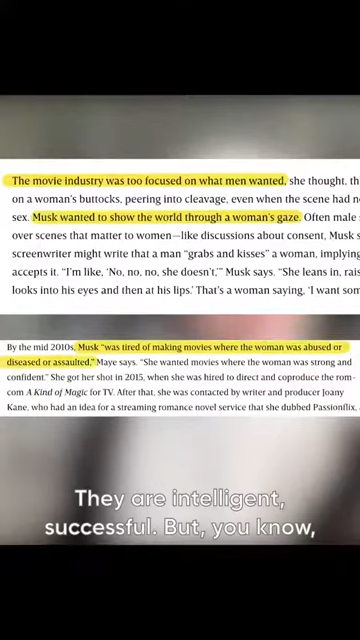 The movie industry was too focused on what men wanted, she thought, th
on a woman's buttocks, peering into cleavage, even when the scene had n
sex. Musk wanted to show the world through a woman's gaze. Often male s
over scenes that matter to women—like discussions about consent, Musk s
screenwriter might write that a man "grabs and kisses" a woman, implying
accepts it. "I'm like, 'No, no, no, she doesn't,'" Musk says. "She leans in, rais
looks into his eyes and then at his lips.' That's a woman saying, 'I want som
By the mid 2010s, Musk "was tired of making movies where the woman was abused or
diseased or assaulted," Maye says. "She wanted movies where the woman was strong and
confident." She got her shot in 2015, when she was hired to direct and coproduce the rom-
com A Kind of Magic for TV. After that, she was contacted by writer and producer Joany
Kane, who had an idea for a streaming romance novel service that she dubbed Passionflix,
They are intelligent,
successful. But, you know,